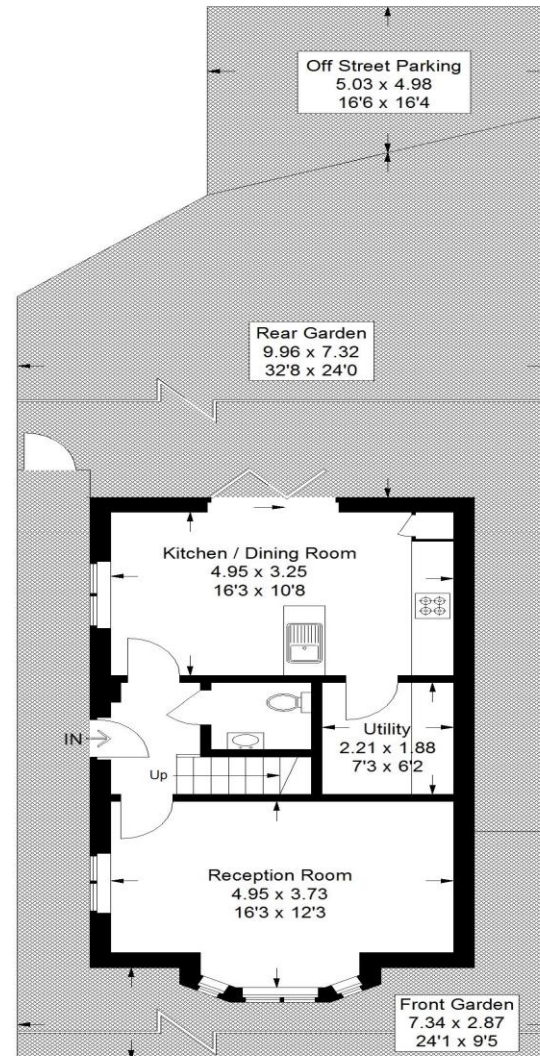 Off Street Parking
5.03 x 4.98
16'6 x 16'4
Rear Garden
9.96 x 7.32
32'8 x 24'0
Kitchen / Dining Room
4.95 x 3.25
16'3 x 10'8
IN
Utility
2.21 x 1.88
7'3 x 6'2
Up
Reception Room
4.95 x 3.73
16'3 x 12'3
Front Garden
7.34 x 2.87
24'1 x 9'5